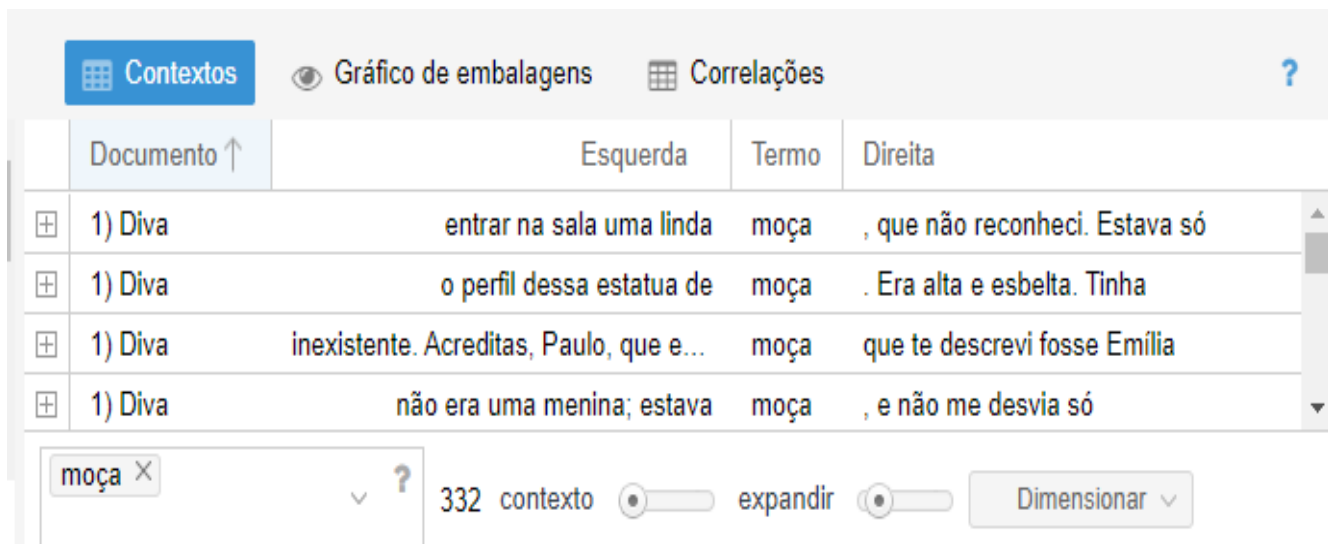 Contextos Gráfico de embalagens Correlações ?
Documento ↑ Esquerda Termo Direita
1) Diva entrar na sala uma linda moça , que não reconheci. Estava só
1) Diva o perfil dessa estatua de moça . Era alta e esbelta. Tinha
1) Diva inexistente. Acreditas, Paulo, que e... moça que te descrevi fosse Emília
1) Diva não era uma menina; estava moça , e não me desvia só
moça × ? 332 contexto expandir Dimensionar